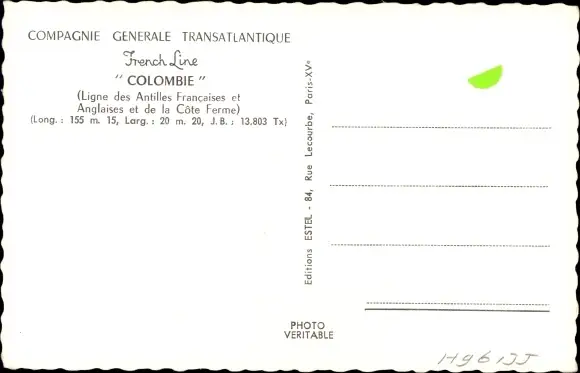 COMPAGNIE GENERALE TRANSATLANTIQUE
French Line
" COLOMBIE "
(Ligne des Antilles Françaises et
Anglaises et de la Côte Ferme)
(Long. : 155 m. 15, Larg. : 20 m. 20, J.B. : 13.803 Tx)
Editions ESTEL - 84, Rue Lecourbe, Paris-XVe
PHOTO
VERITABLE